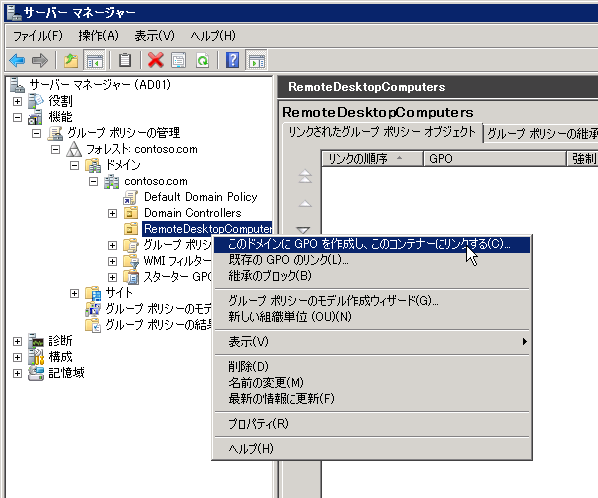 サーバー マネージャー
ファイル(F) 操作(A) 表示(V) ヘルプ(H)
サーバー マネージャー (AD01)
役割
機能
グループ ポリシーの管理
フォレスト: contoso.com
ドメイン
contoso.com
Default Domain Policy
Domain Controllers
RemoteDesktopComputer
グループ ポリシ
WMI フィルター
スターター GPO
サイト
グループ ポリシーのモデ
グループ ポリシーの結果
診断
構成
記憶域
RemoteDesktopComputers
RemoteDesktopComputers
リンクされたグループ ポリシー オブジェクト グループ ポリシーの継承
リンクの順序 GPO 強制
このドメインに GPO を作成し、このコンテナーにリンクする(C)...
既存の GPO のリンク(L)...
継承のブロック(B)
グループ ポリシーのモデル作成ウィザード(G)...
新しい組織単位 (OU)(N)
表示(V)
削除(D)
名前の変更(M)
最新の情報に更新(F)
プロパティ(R)
ヘルプ(H)